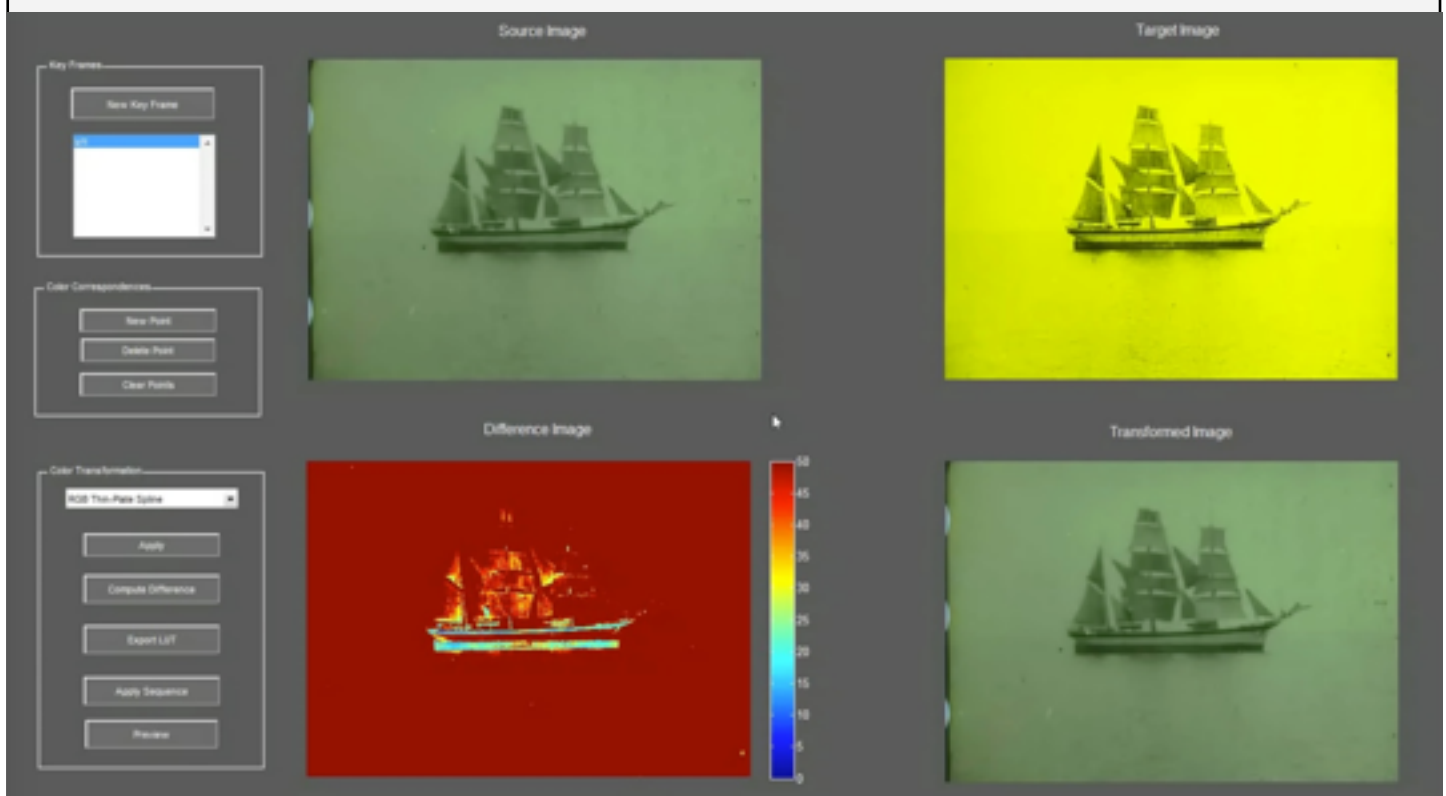 Source Image
Target Image
Key Frames
New Key Frame
Color Correspondences
New Point
Delete Point
Clear Points
Difference Image
Transformed Image
Color Transformation
RGB Thin-Plate Spline
Apply
Compute Difference
Export LUT
Apply Sequence
Preview
50
45
40
35
30
25
20
15
10
5
0